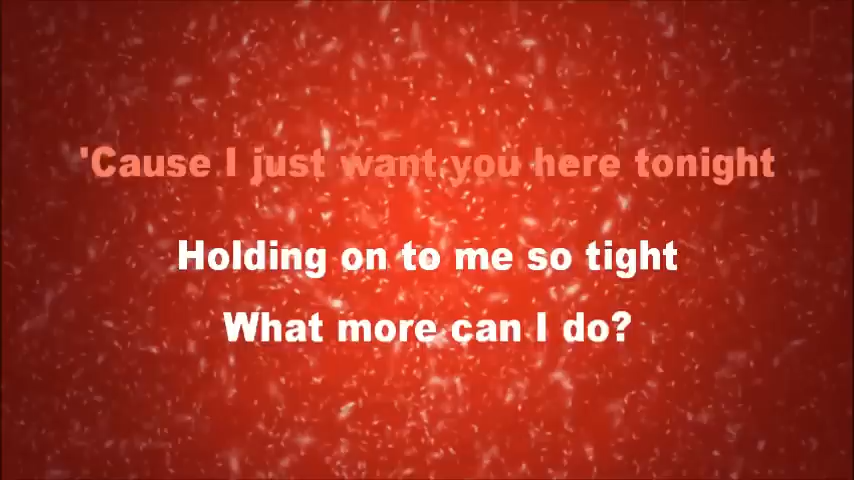 'Cause I just want you here tonight
Holding on to me so tight
What more can I do?